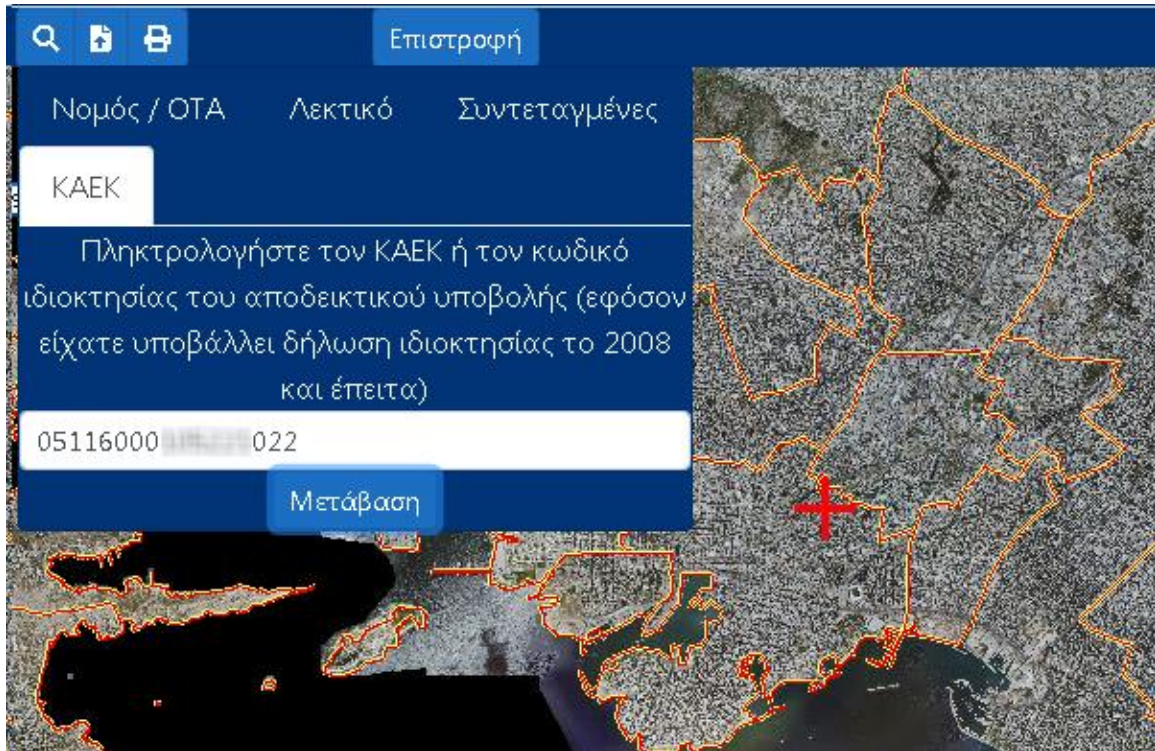 Επιστροφή
Νομός / ΟΤΑ Λεκτικό Συντεταγμένες
ΚΑΕΚ
Πληκτρολογήστε τον ΚΑΕΚ ή τον κωδικό
ιδιοκτησίας του αποδεικτικού υποβολής (εφόσον
είχατε υποβάλλει δήλωση ιδιοκτησίας το 2008
και έπειτα)
05116000 022
Μετάβαση